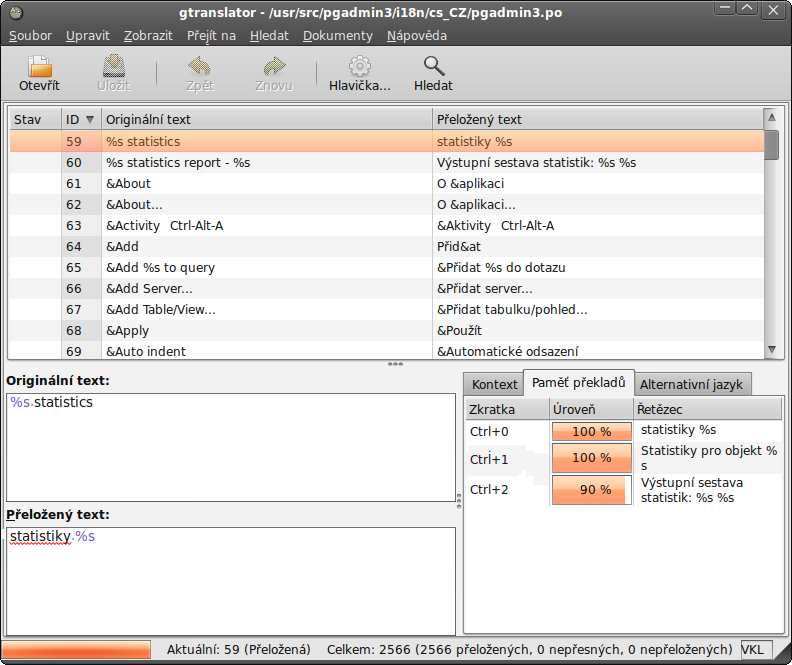 gtranslator - /usr/src/pgadmin3/i18n/cs_CZ/pgadmin3.po
Soubor Upravit Zobrazit Přejít na Hledat Dokumenty Nápověda
Otevřít Uložit Zpět Znovu Hlavička... Hledat
Stav ID Originální text Přeložený text
59 %s statistics statistiky %s
60 %s statistics report - %s Výstupní sestava statistik: %s %s
61 &About O &aplikaci
62 &About... O &aplikaci...
63 &Activity Ctrl-Alt-A &Aktivity Ctrl-Alt-A
64 &Add Přid&at
65 &Add %s to query &Přidat %s do dotazu
66 &Add Server... &Přidat server...
67 &Add Table/View... &Přidat tabulku/pohled...
68 &Apply &Použít
69 &Auto indent &Automatické odsazení
Originální text:
%s·statistics
Přeložený text:
statistiky·%s
Kontext Paměť překladů Alternativní jazyk
Zkratka Úroveň Řetězec
Ctrl+0 100 % statistiky %s
Ctrl+1 100 % Statistiky pro objekt %
s
Ctrl+2 90 % Výstupní sestava
statistik: %s %s
Aktuální: 59 (Přeložená) Celkem: 2566 (2566 přeložených, 0 nepřesných, 0 nepřeložených) VKL